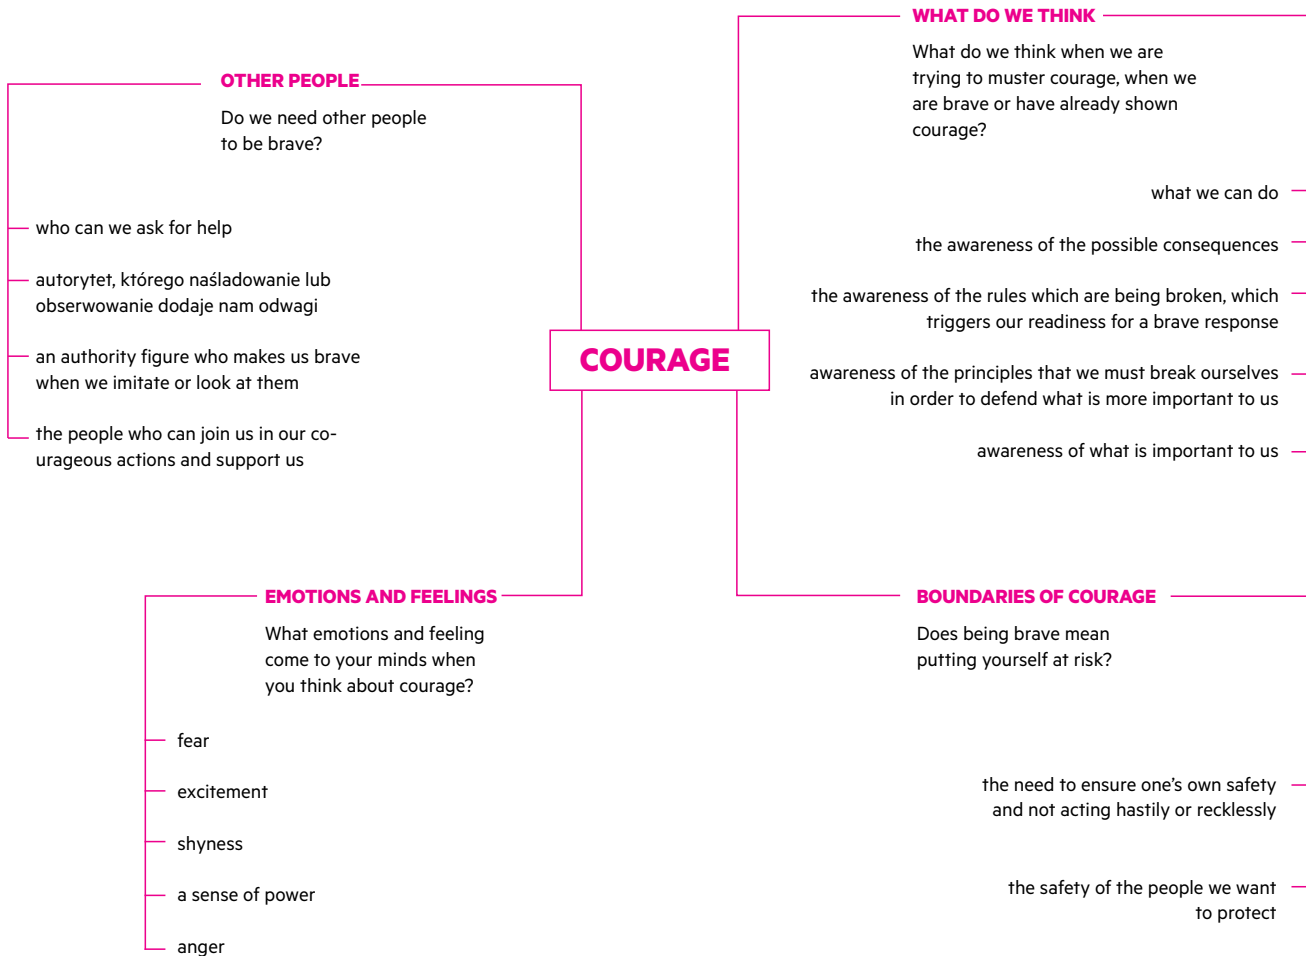 OTHER PEOPLE
Do we need other people
to be brave?
who can we ask for help
autorytet, którego naśladowanie lub
obserwowanie dodaje nam odwagi
an authority figure who makes us brave
when we imitate or look at them
the people who can join us in our co-
urageous actions and support us
WHAT DO WE THINK
What do we think when we are
trying to muster courage, when we
are brave or have already shown
courage?
what we can do
the awareness of the possible consequences
the awareness of the rules which are being broken, which
triggers our readiness for a brave response
awareness of the principles that we must break ourselves
in order to defend what is more important to us
awareness of what is important to us
COURAGE
EMOTIONS AND FEELINGS
What emotions and feeling
come to your minds when
you think about courage?
fear
excitement
shyness
a sense of power
anger
BOUNDARIES OF COURAGE
Does being brave mean
putting yourself at risk?
the need to ensure one’s own safety
and not acting hastily or recklessly
the safety of the people we want
to protect